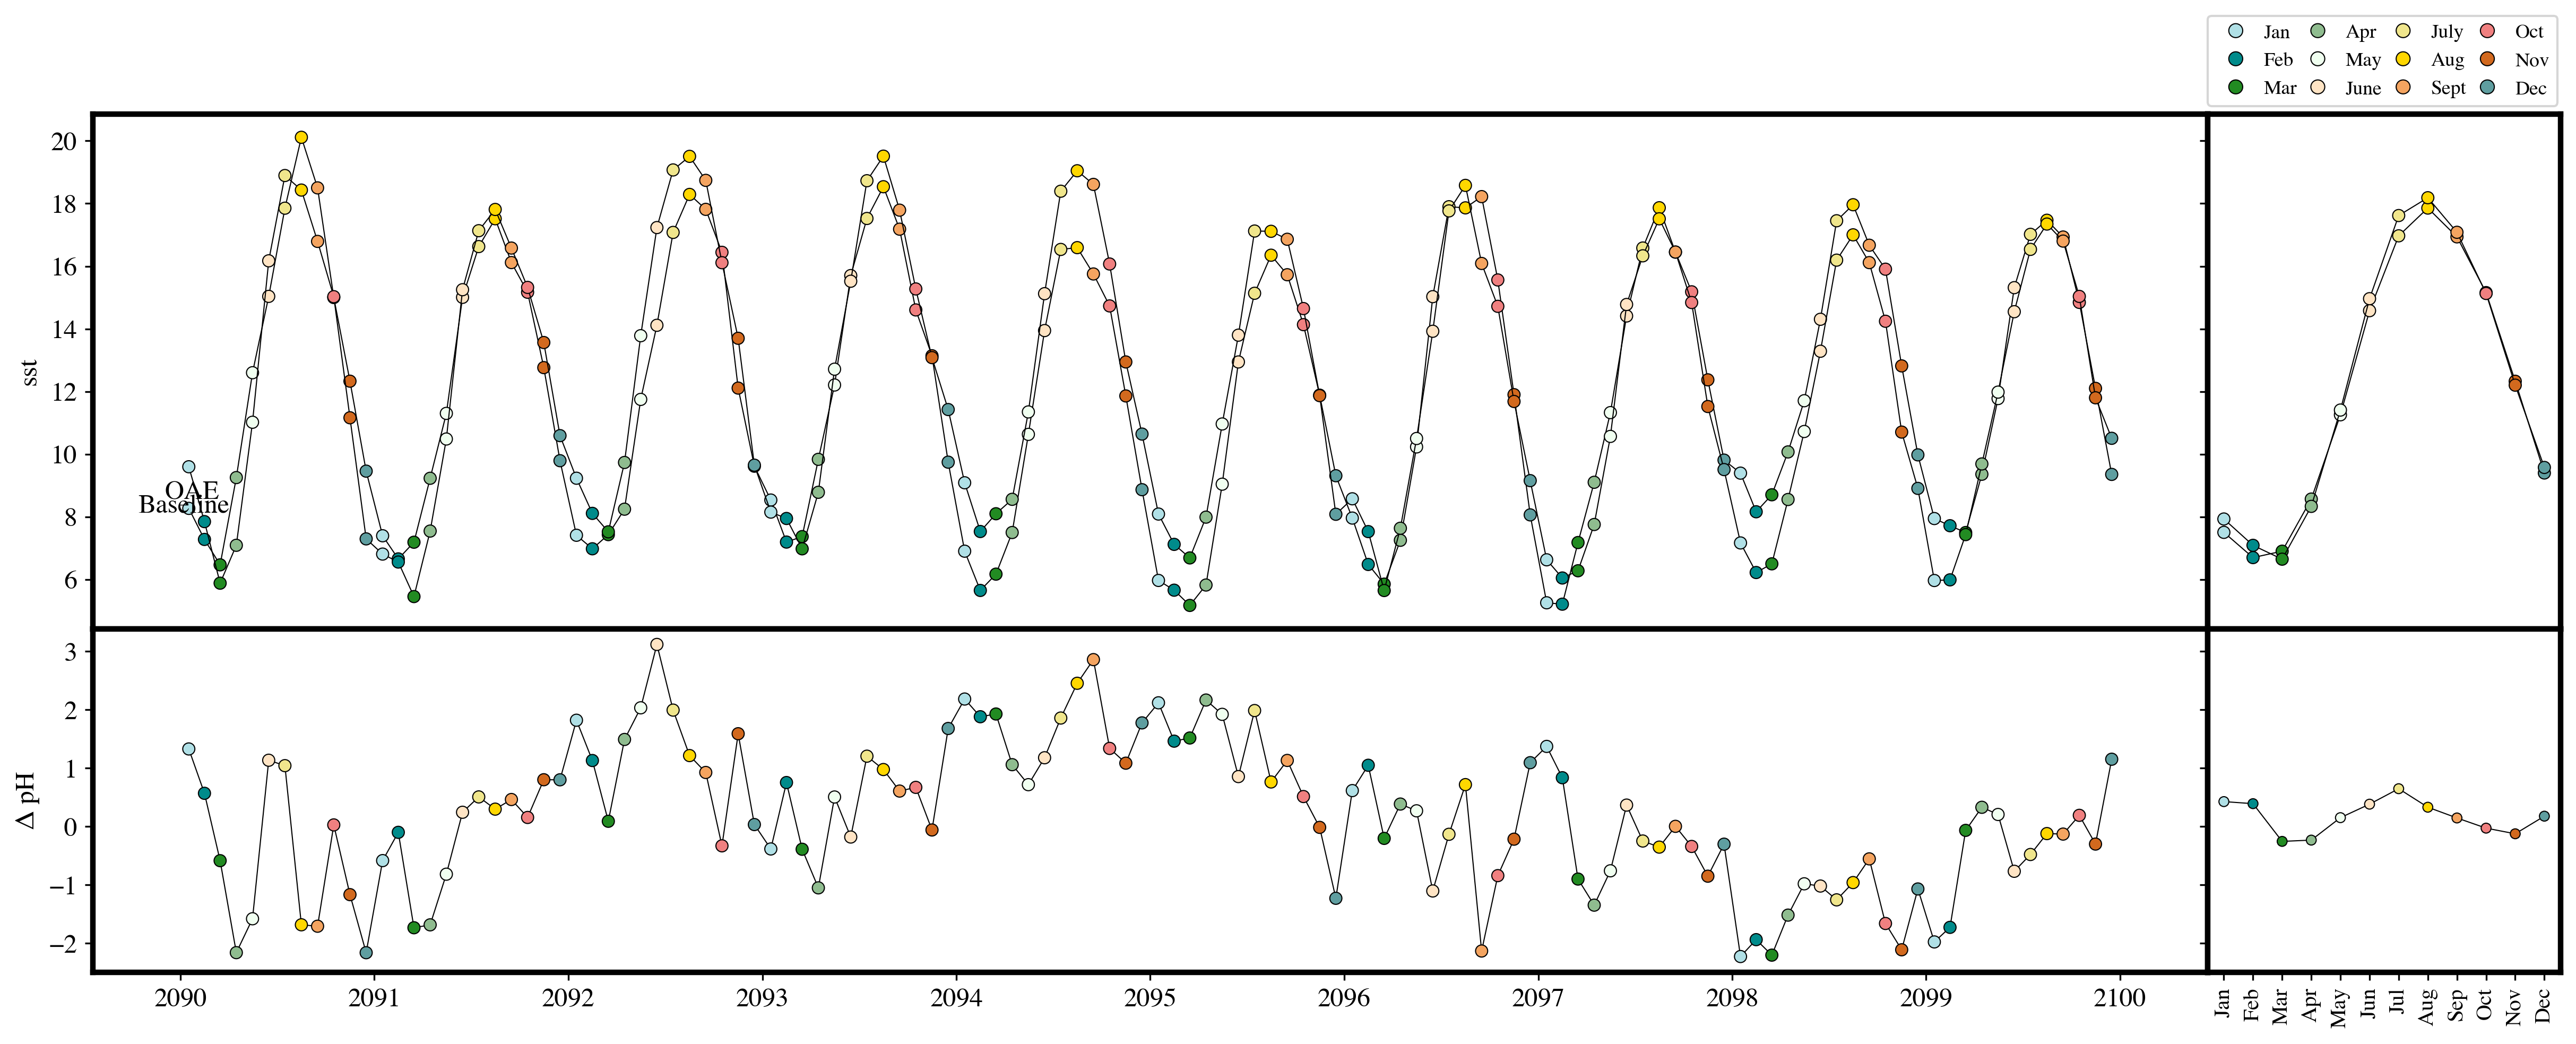 Jan Apr July Oct
Feb May Aug Nov
Mar June Sept Dec
20
18
16
14
12
10
8
6
sst
OAE
Baseline
3
2
1
0
−1
−2
Δ pH
2090 2091 2092 2093 2094 2095 2096 2097 2098 2099 2100
Jan Feb Mar Apr May Jun Jul Aug Sep Oct Nov Dec